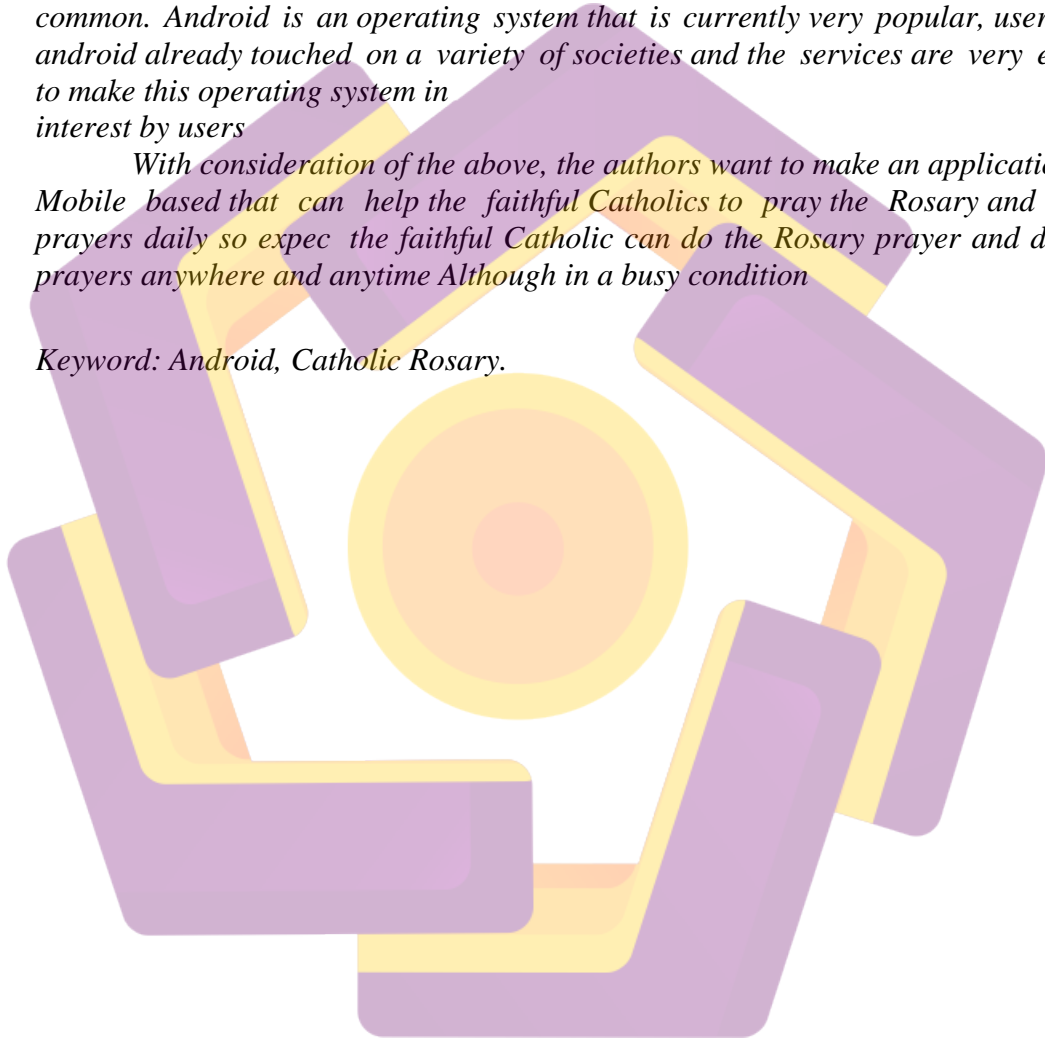 common. Android is an operating system that is currently very popular, user
android already touched on a variety of societies and the services are very
to make this operating system in
interest by users
With consideration of the above, the authors want to make an
Mobile based that can help the faithful Catholics to pray the Rosary and
prayers daily so expec the faithful Catholic can do the Rosary prayer and
prayers anywhere and anytime Although in a busy condition
Keyword: Android, Catholic Rosary.